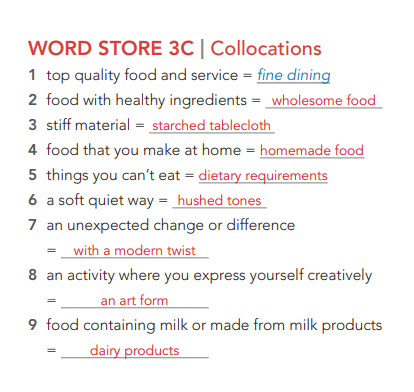 WORD STORE 3C | Collocations
1 top quality food and service = fine dining
2 food with healthy ingredients = wholesome food
3 stiff material = starched tablecloth
4 food that you make at home = homemade food
5 things you can't eat = dietary requirements
6 a soft quiet way = hushed tones
7 an unexpected change or difference
= with a modern twist
8 an activity where you express yourself creatively
= an art form
9 food containing milk or made from milk products
= dairy products